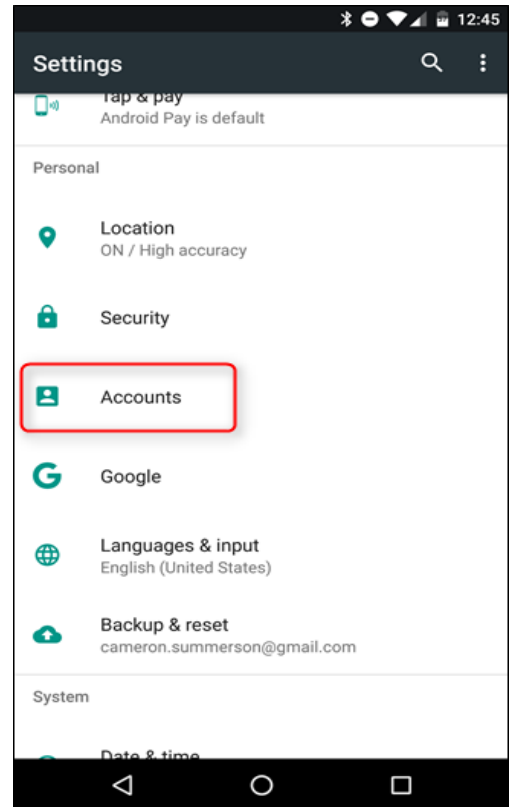 12:45
Settings
Tap & pay
Android Pay is default
Personal
Location
ON / High accuracy
Security
Accounts
Google
Languages & input
English (United States)
Backup & reset
cameron.summerson@gmail.com
System
Date & time